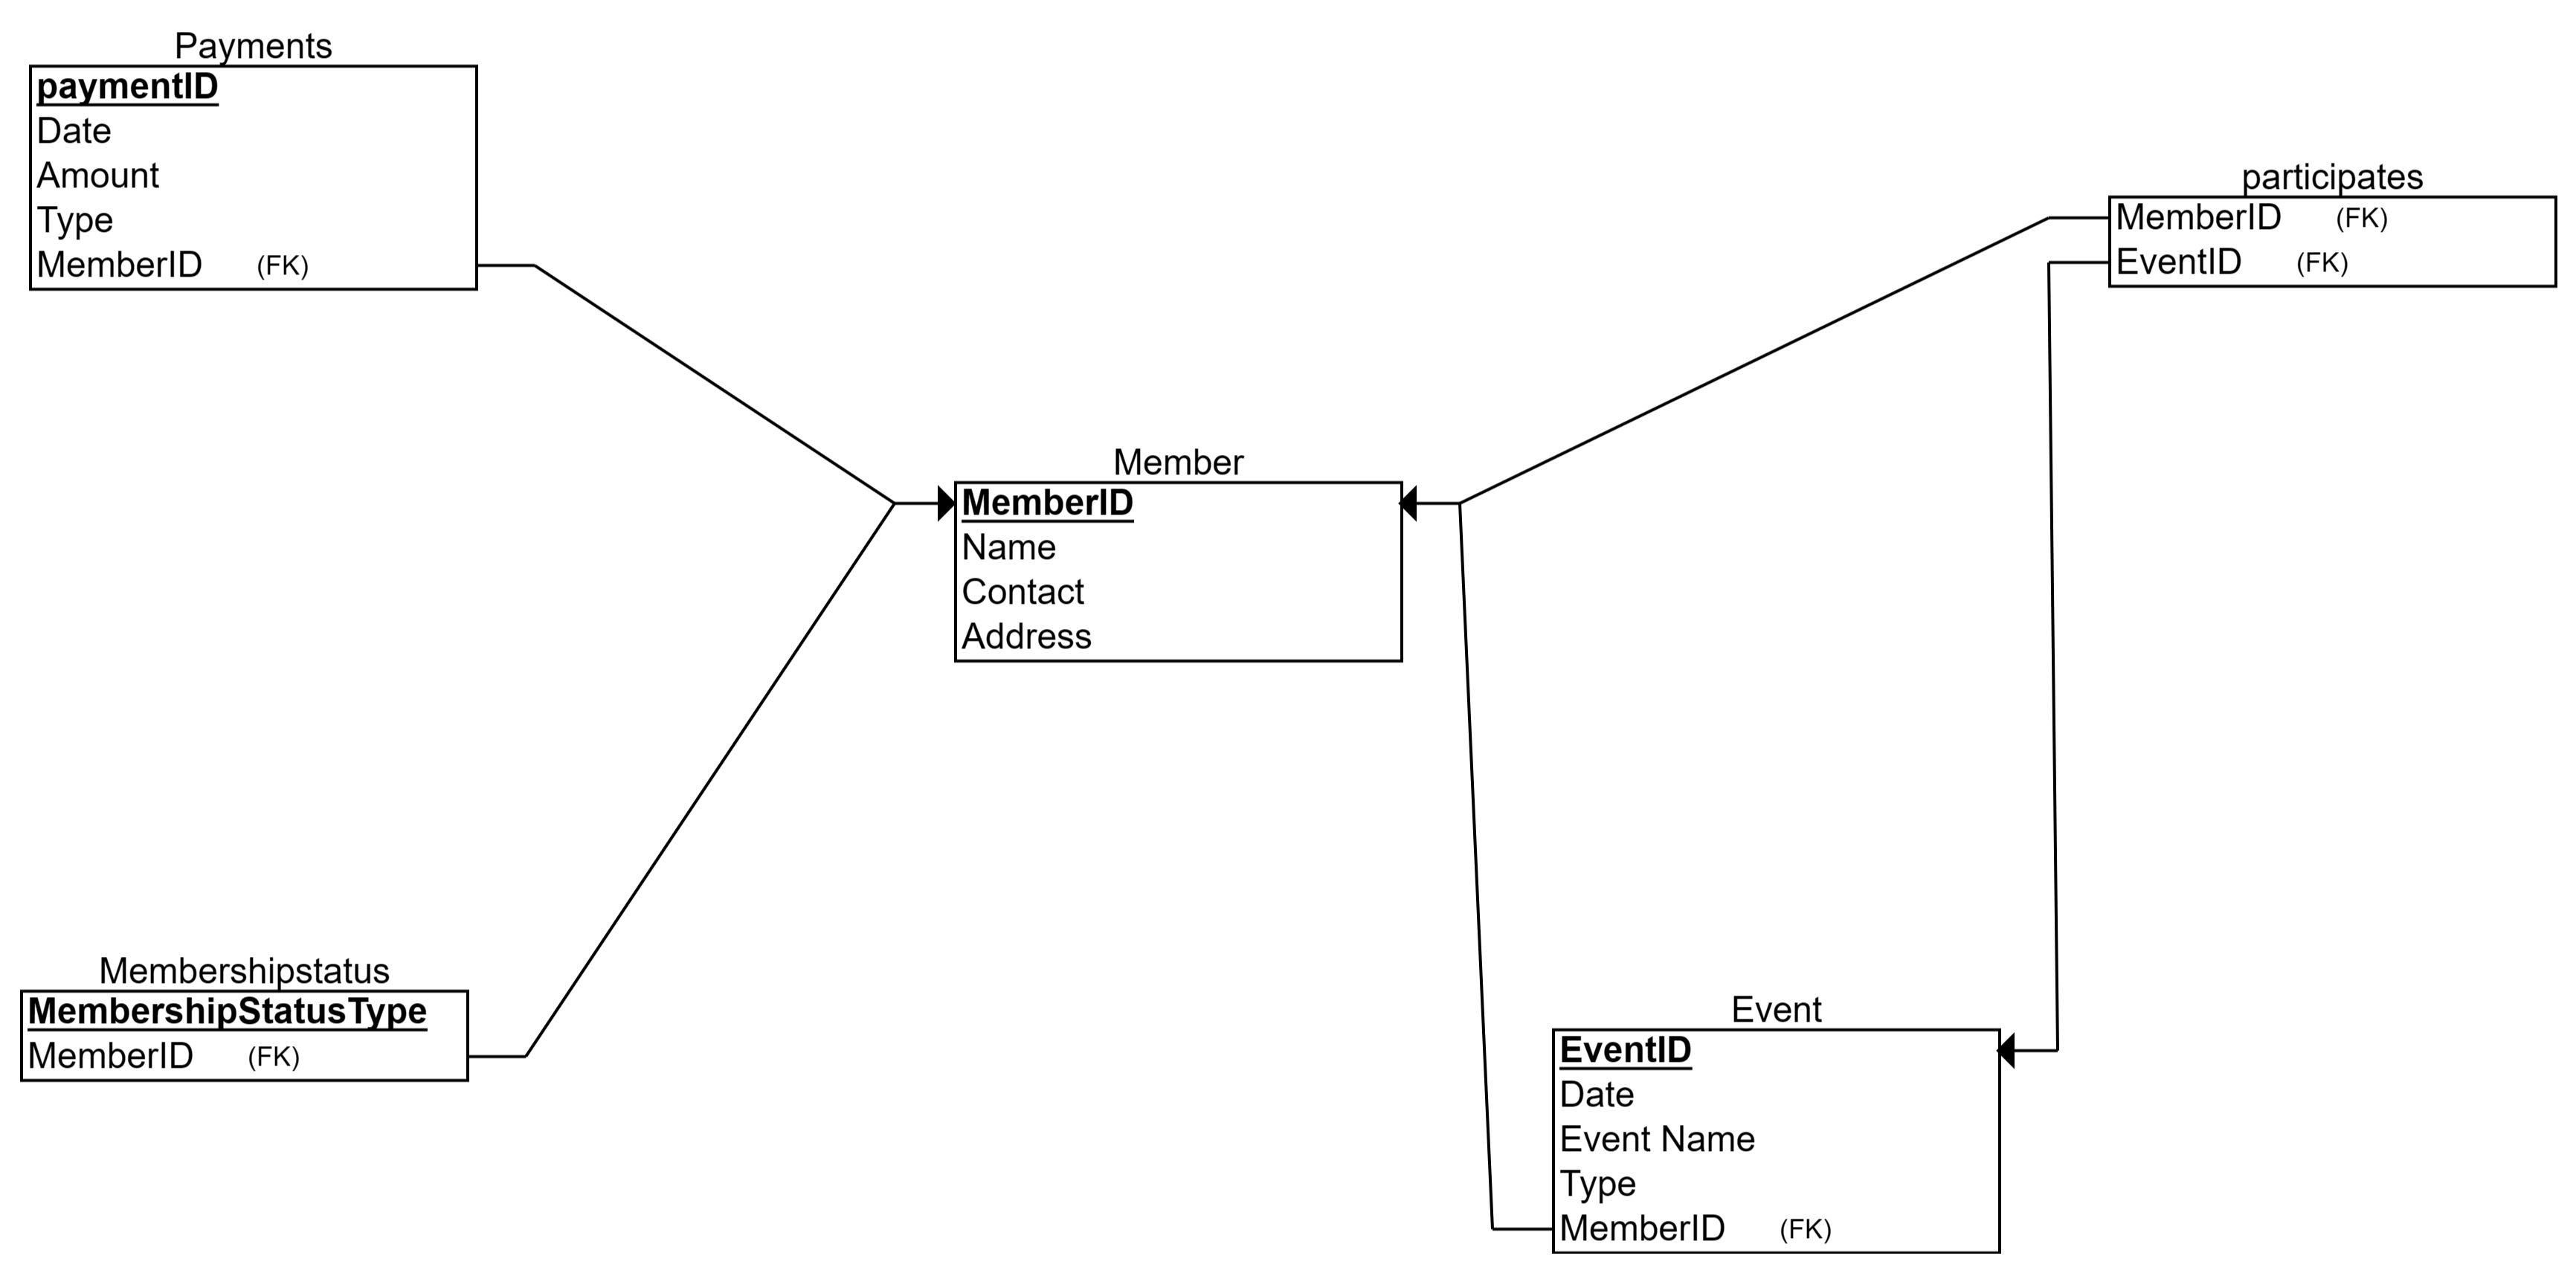 Payments
paymentID
Date
Amount
Type
MemberID (FK)
participates
MemberID (FK)
EventID (FK)
Member
MemberID
Name
Contact
Address
Membershipstatus
MembershipStatusType
MemberID (FK)
Event
EventID
Date
Event Name
Type
MemberID (FK)